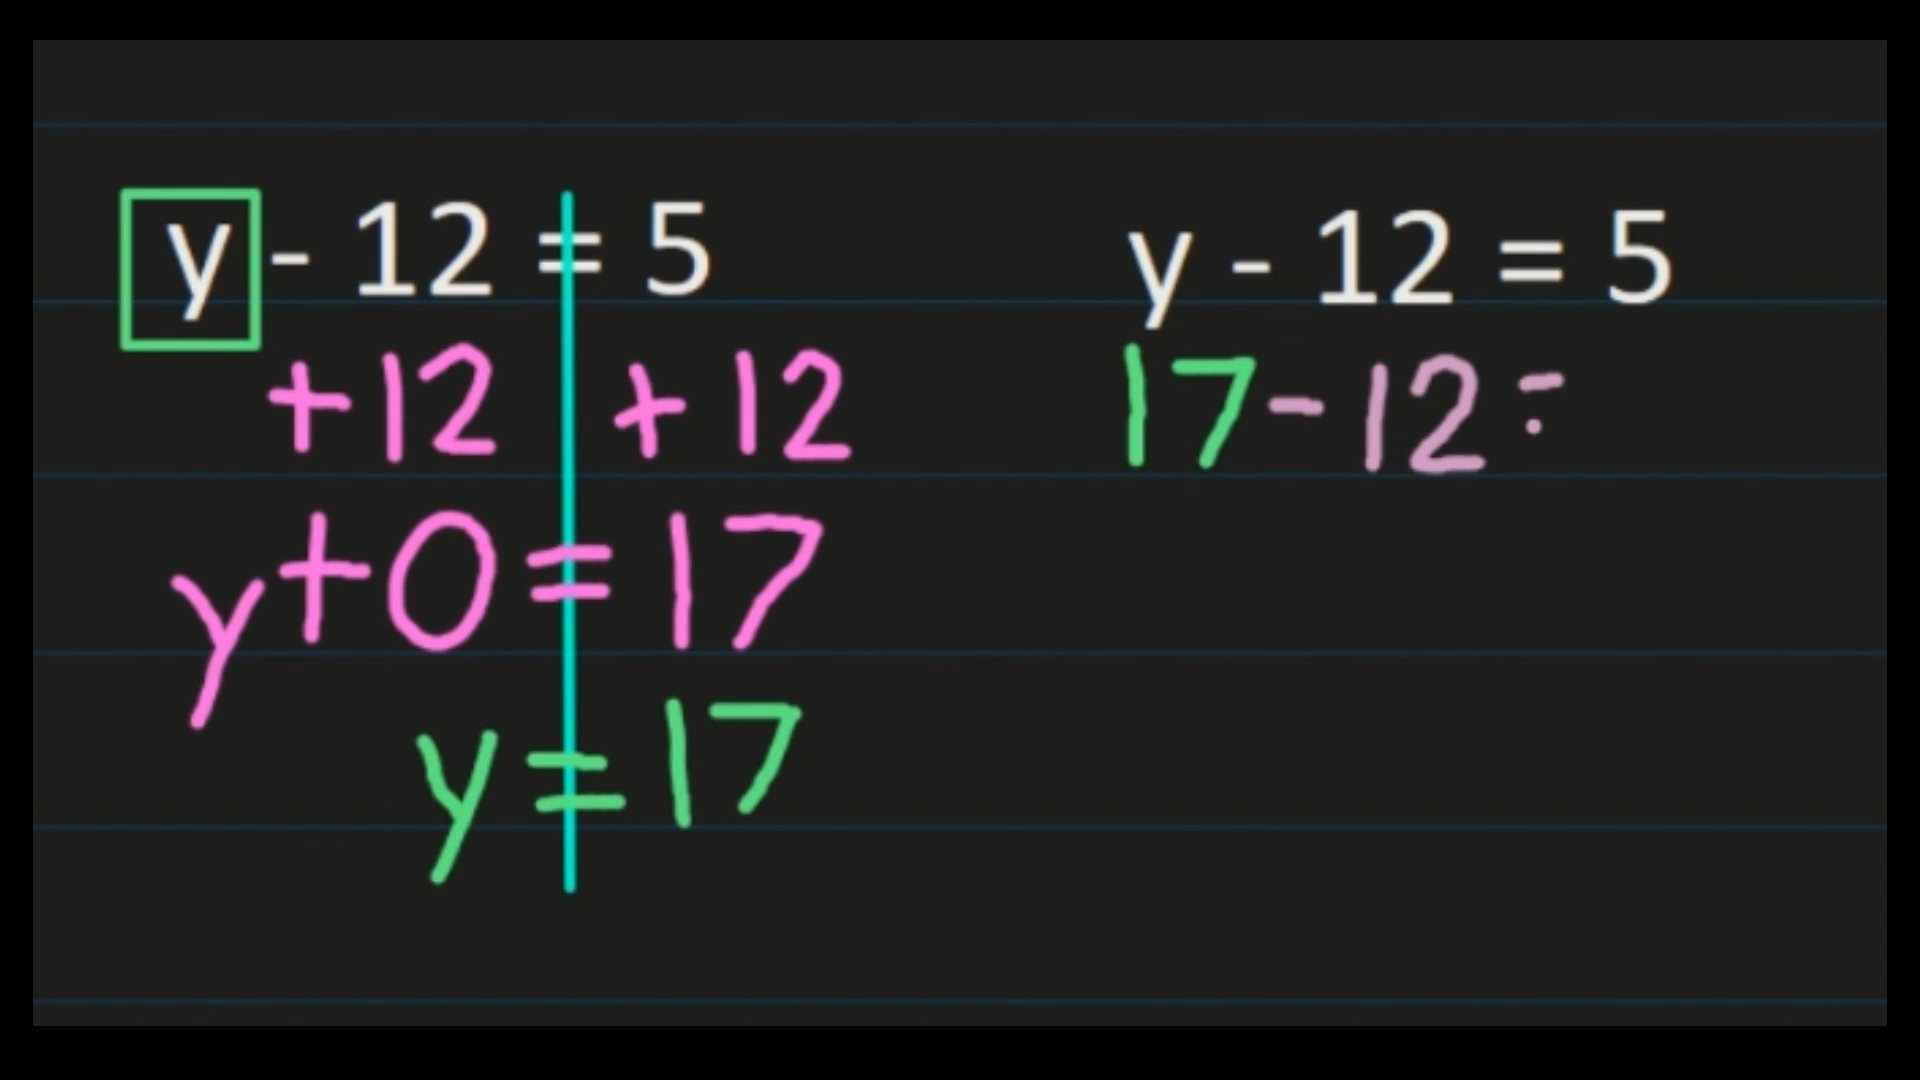 y - 12 = 5
+12 +12
y+0=17
y=17
y - 12 = 5
17-12=